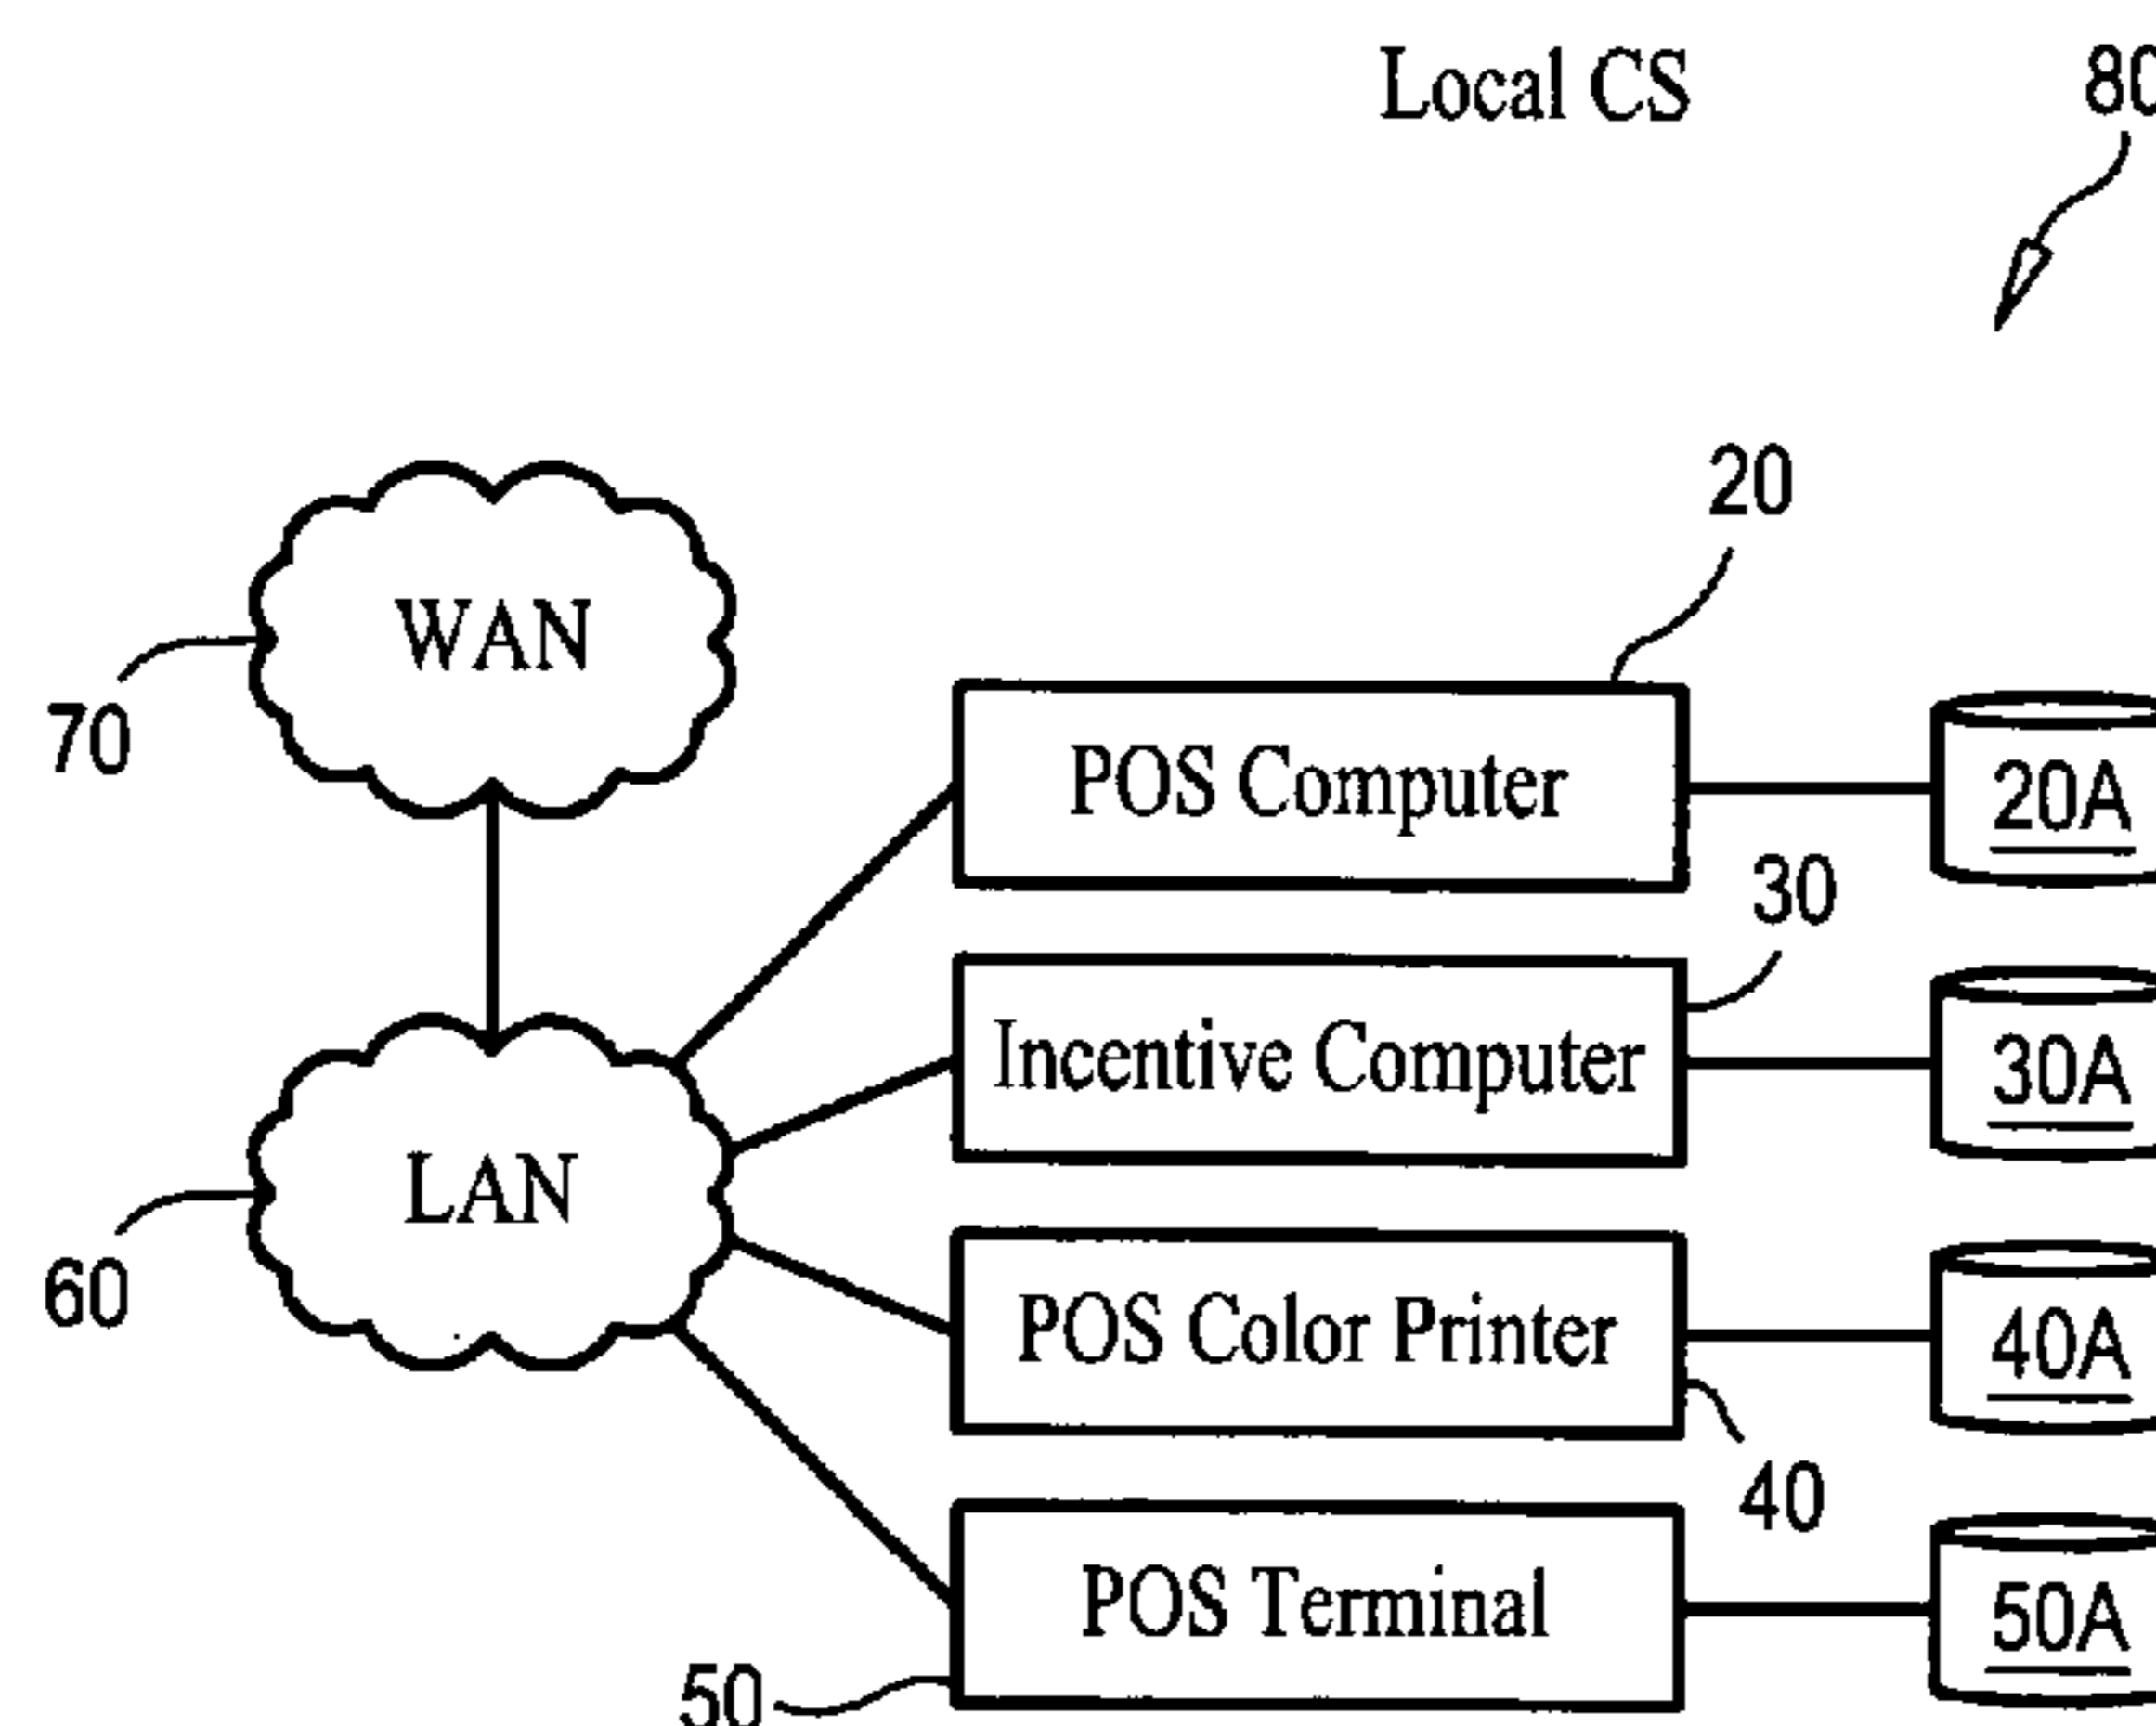 Local CS
80
20
WAN
70
POS Computer
20A
30
Incentive Computer
30A
LAN
60
POS Color Printer
40A
40
POS Terminal
50A
50